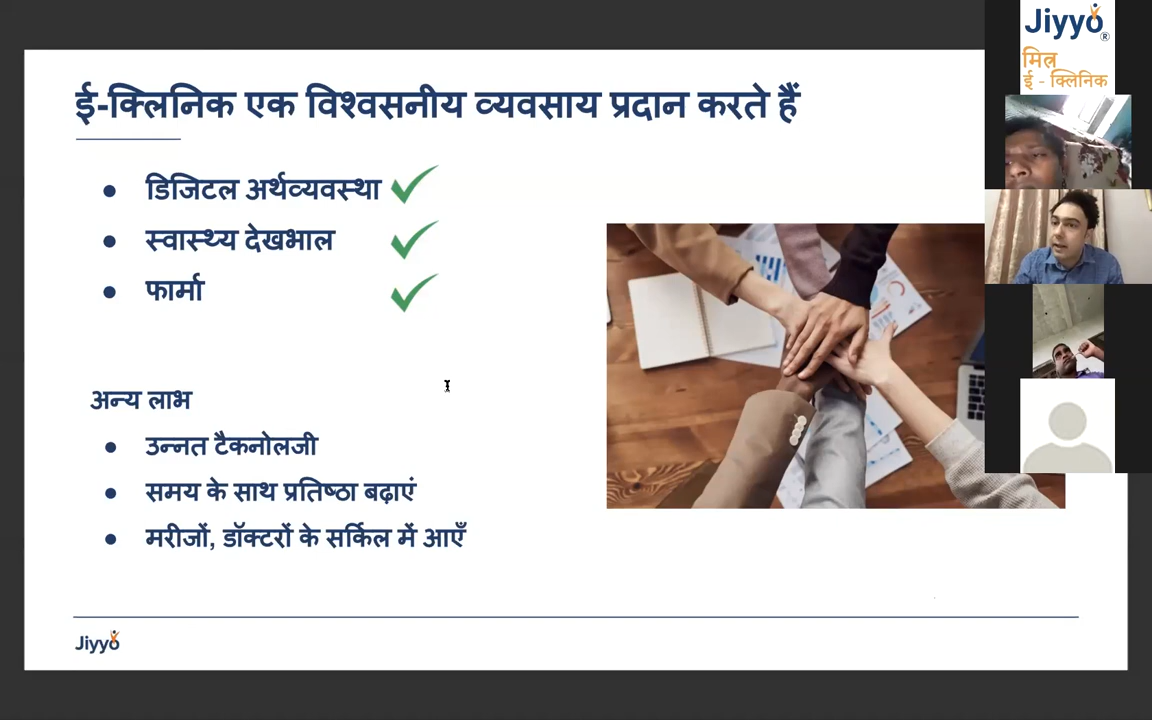 ई-क्लिनिक एक विश्वसनीय व्यवसाय प्रदान करते हैं
• डिजिटल अर्थव्यवस्था
• स्वास्थ्य देखभाल
• फार्मा
अन्य लाभ
• उन्नत टैकनोलजी
• समय के साथ प्रतिष्ठा बढ़ाएं
• मरीजों, डॉक्टरों के सर्किल में आएँ
Jiyyo
Jiyyo®
मित्र
ई - क्लिनिक